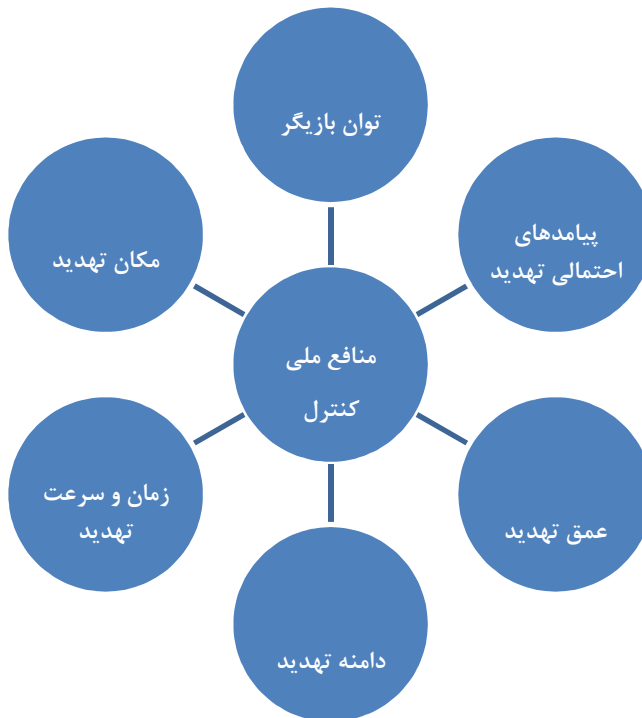 توان بازیگر
پیامدهای
احتمالی تهدید
مکان تهدید
منافع ملی
کنترل
زمان و سرعت
تهدید
عمق تهدید
دامنه تهدید